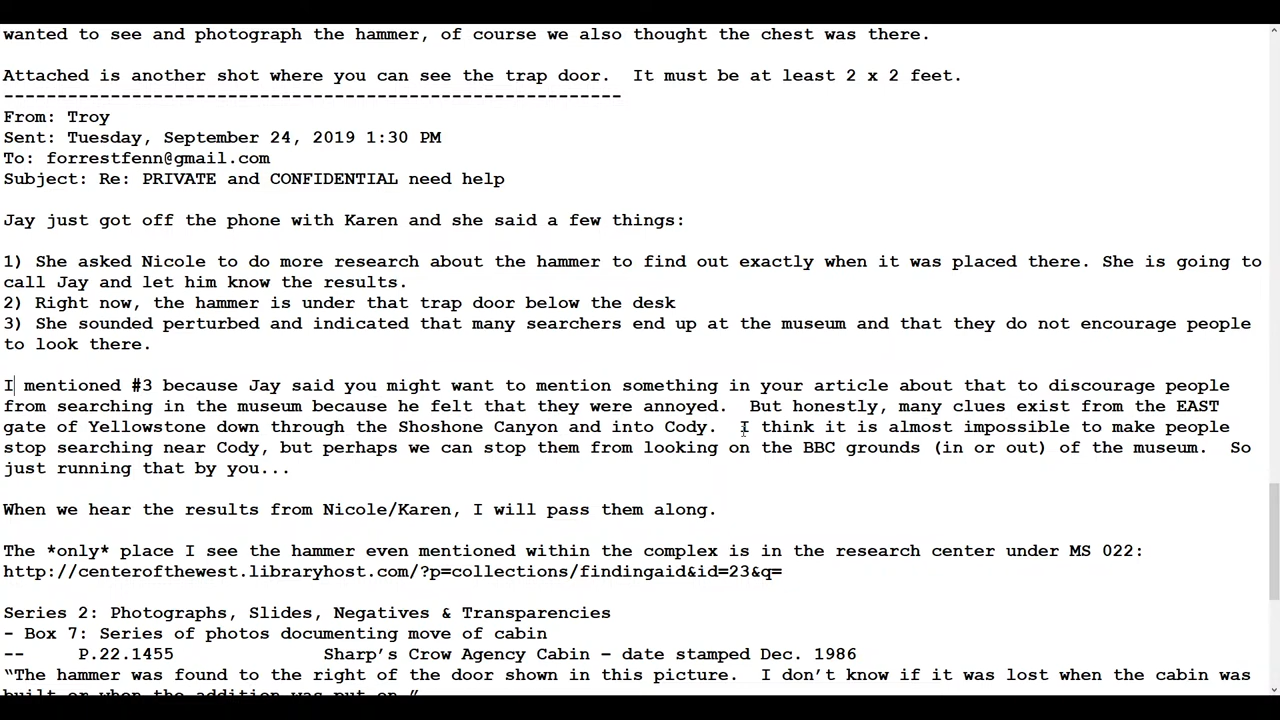 wanted to see and photograph the hammer, of course we also thought the chest was there.
Attached is another shot where you can see the trap door.  It must be at least 2 x 2 feet.
----------------------------------------------------------
From: Troy
Sent: Tuesday, September 24, 2019 1:30 PM
To: forrestfenn@gmail.com
Subject: Re: PRIVATE and CONFIDENTIAL need help
Jay just got off the phone with Karen and she said a few things:
1) She asked Nicole to do more research about the hammer to find out exactly when it was placed there. She is going to
call Jay and let him know the results.
2) Right now, the hammer is under that trap door below the desk
3) She sounded perturbed and indicated that many searchers end up at the museum and that they do not encourage people
to look there.
I mentioned #3 because Jay said you might want to mention something in your article about that to discourage people
from searching in the museum because he felt that they were annoyed.  But honestly, many clues exist from the EAST
gate of Yellowstone down through the Shoshone Canyon and into Cody.  I think it is almost impossible to make people
stop searching near Cody, but perhaps we can stop them from looking on the BBC grounds (in or out) of the museum.  So
just running that by you...
When we hear the results from Nicole/Karen, I will pass them along.
The *only* place I see the hammer even mentioned within the complex is in the research center under MS 022:
http://centerofthewest.libraryhost.com/?p=collections/findingaid&id=23&q=
Series 2: Photographs, Slides, Negatives & Transparencies
- Box 7: Series of photos documenting move of cabin
--     P.22.1455              Sharp’s Crow Agency Cabin – date stamped Dec. 1986
“The hammer was found to the right of the door shown in this picture.  I don’t know if it was lost when the cabin was
built or when the addition was put on.”